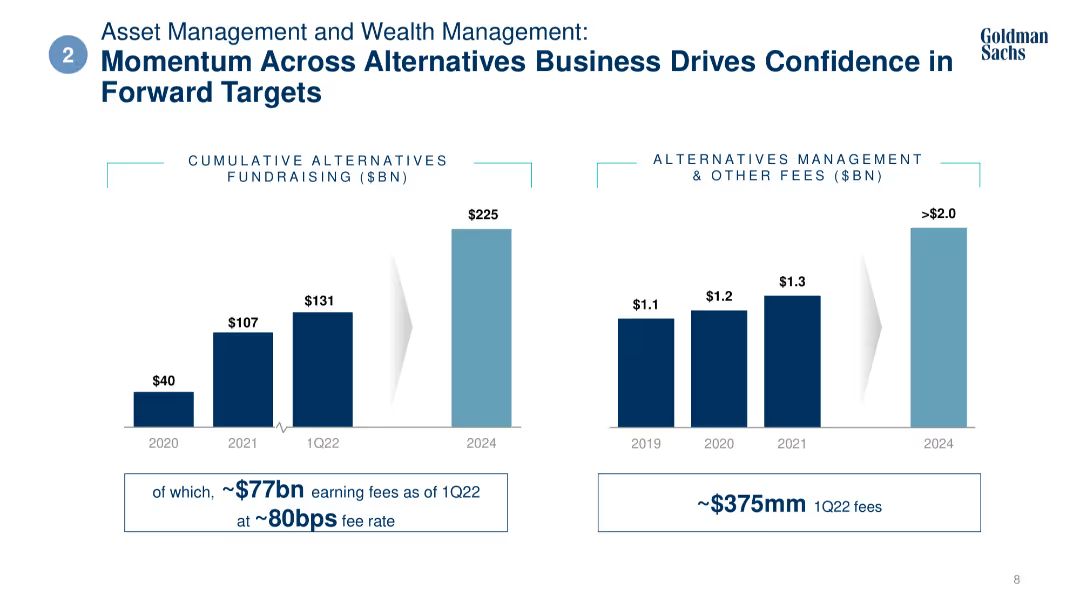 Asset Management and Wealth Management:
2
Momentum Across Alternatives Business Drives Confidence in
Forward Targets
Goldman
Sachs
CUMULATIVE ALTERNATIVES
FUNDRAISING ($BN)
$225
$131
$107
$40
2020
2021
1Q22
2024
of which, ~$77bn earning fees as of 1Q22
at ~80bps fee rate
ALTERNATIVES MANAGEMENT
& OTHER FEES ($BN)
>$2.0
$1.3
$1.2
$1.1
2019
2020
2021
2024
~$375mm 1Q22 fees
8